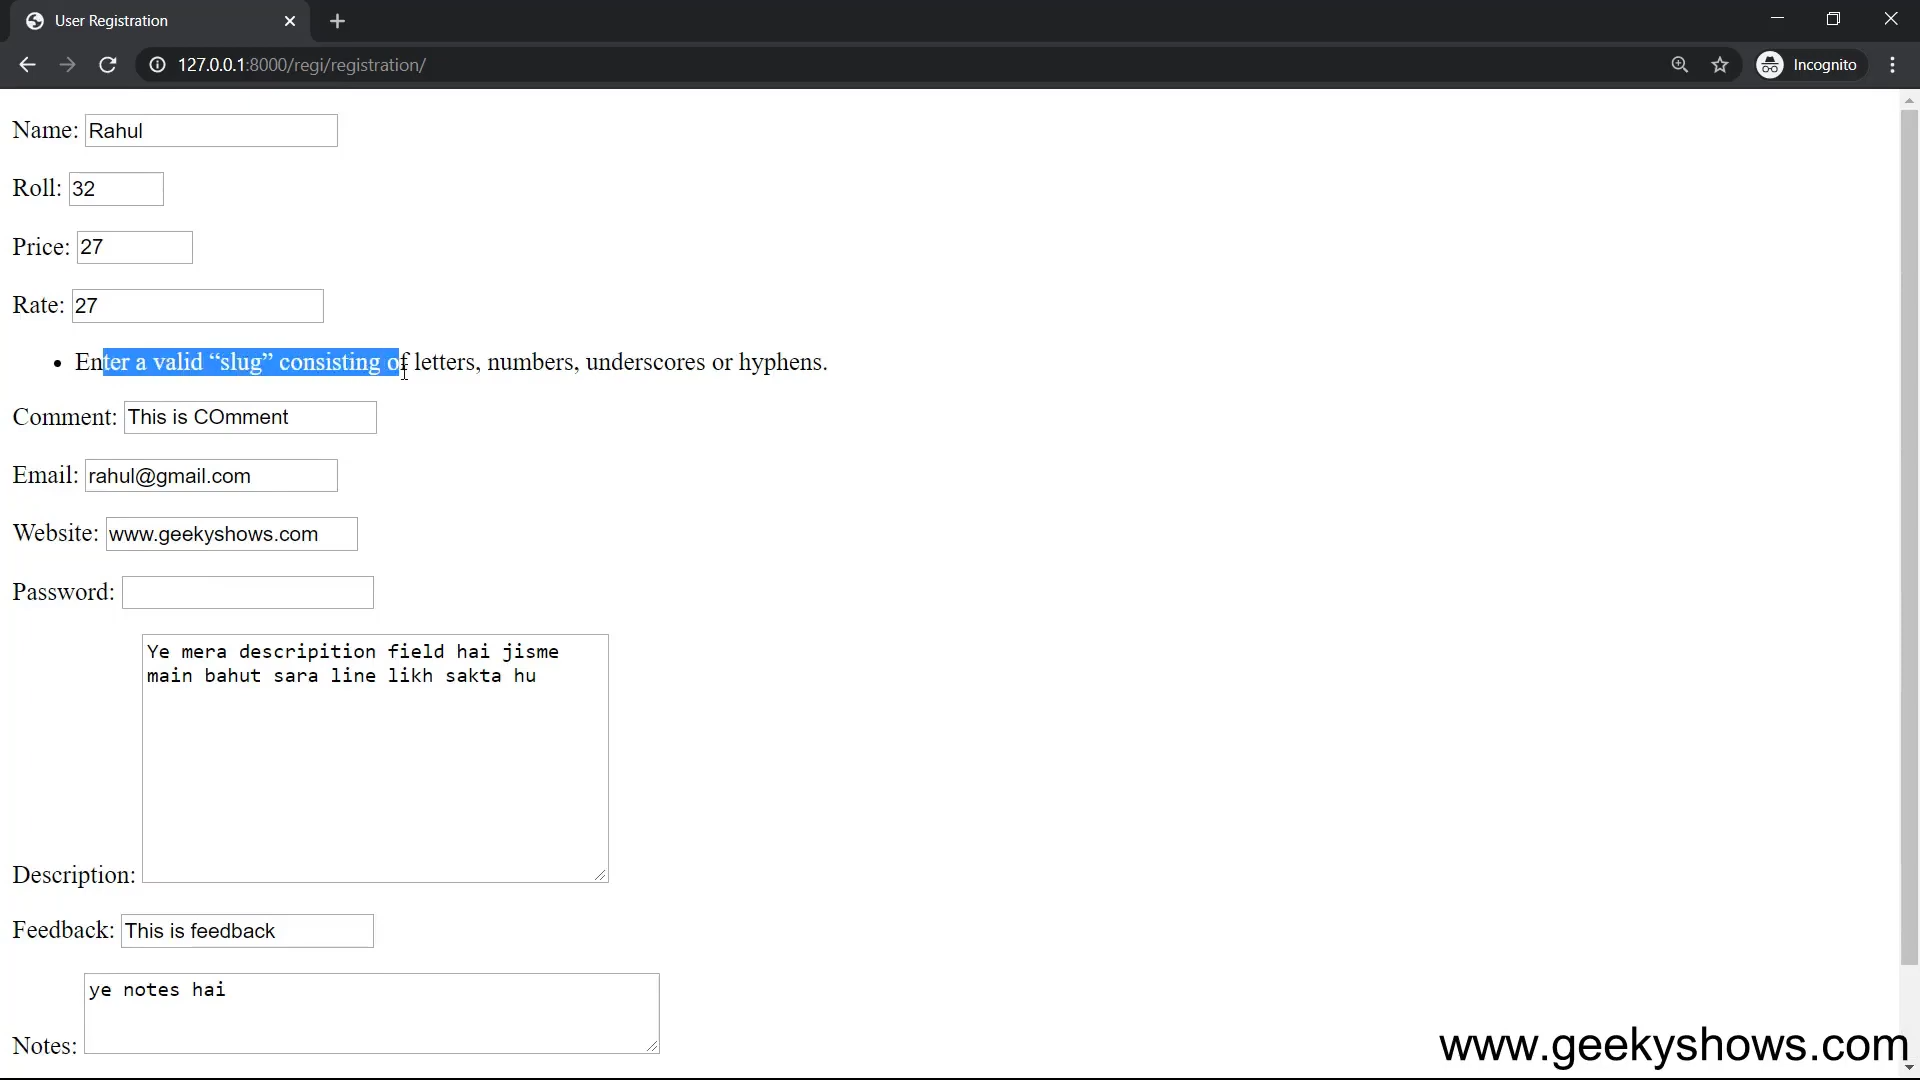 User Registration
127.0.0.1:8000/regi/registration/
Incognito
Name: Rahul
Roll: 32
Price: 27
Rate: 27
• Enter a valid “slug” consisting of letters, numbers, underscores or hyphens.
Comment: This is COmment
Email: rahul@gmail.com
Website: www.geekyshows.com
Password:
Ye mera descripition field hai jisme
main bahut sara line likh sakta hu
Description:
Feedback: This is feedback
ye notes hai
Notes:
www.geekyshows.com